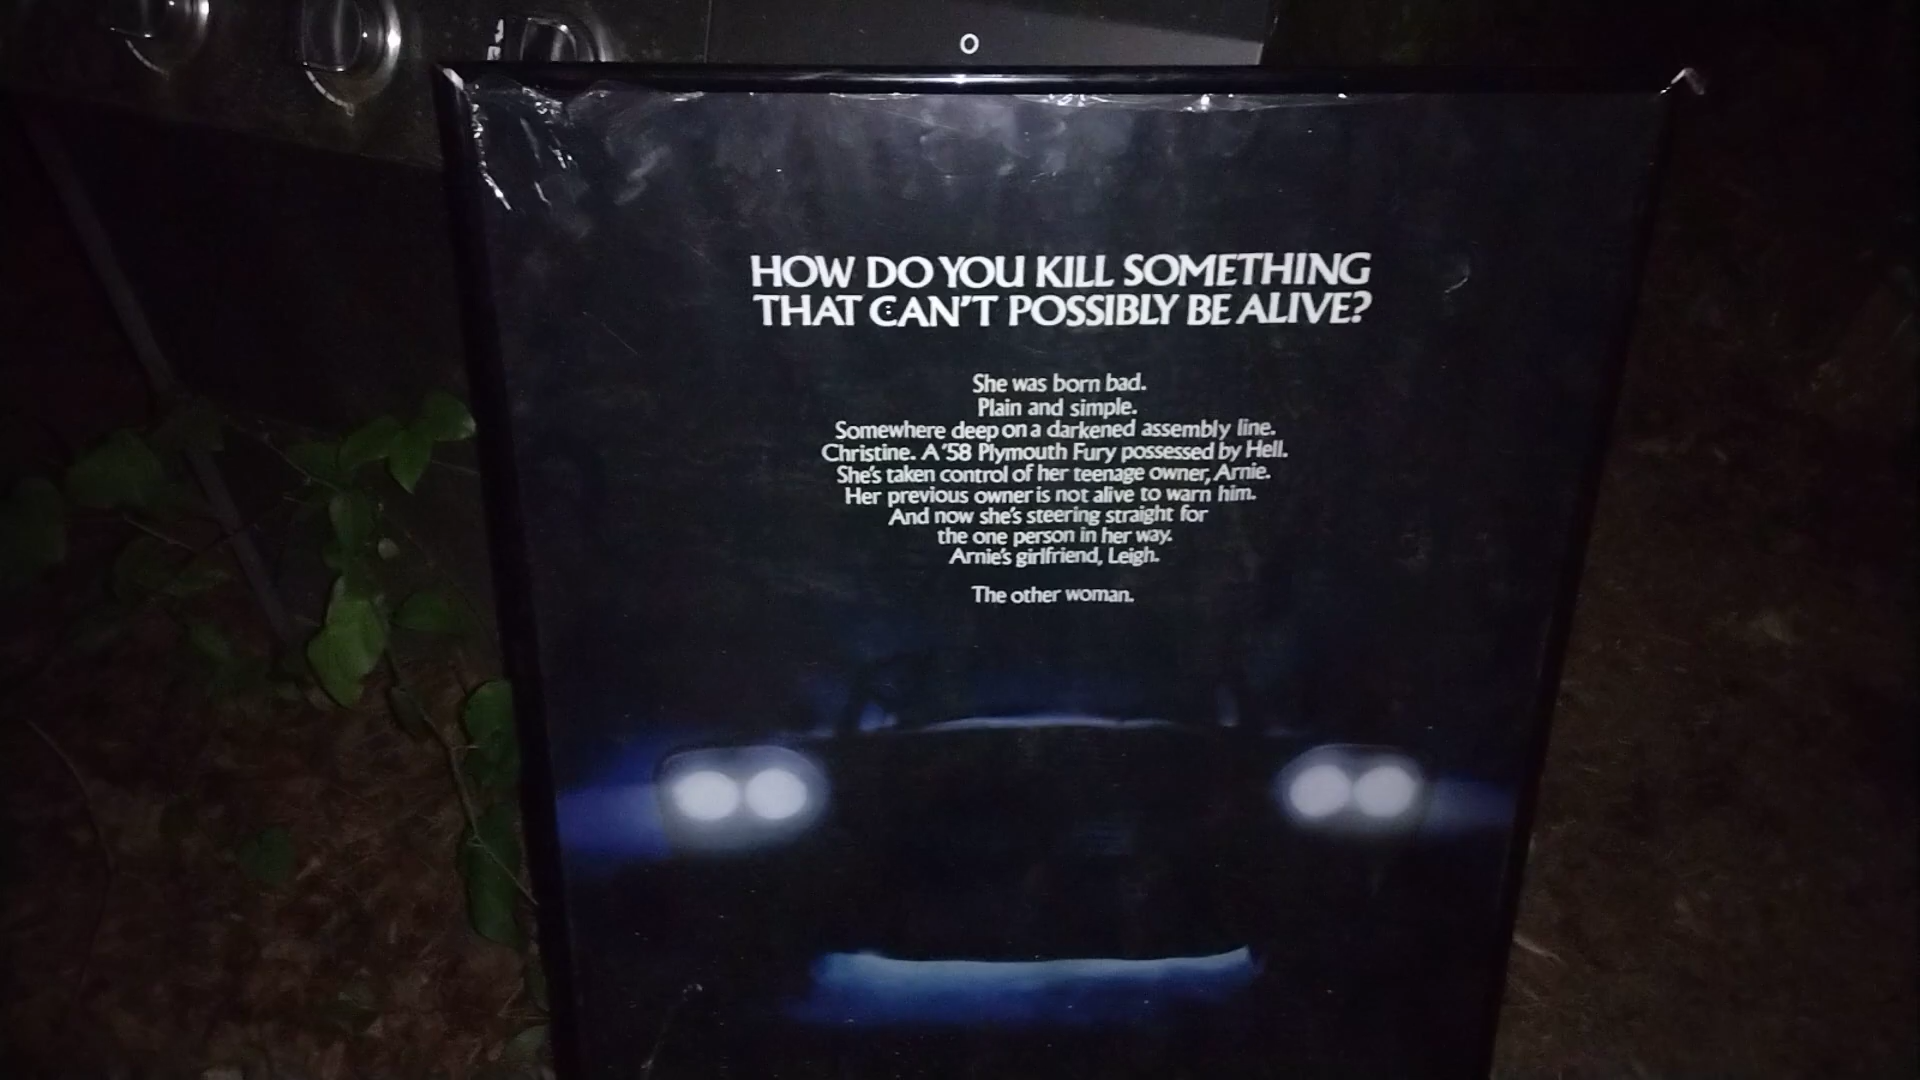 HOW DO YOU KILL SOMETHING
THAT CAN'T POSSIBLY BE ALIVE?
She was born bad.
Plain and simple.
Somewhere deep on a darkened assembly line.
Christine. A '58 Plymouth Fury possessed by Hell.
She's taken control of her teenage owner, Arnie.
Her previous owner is not alive to warn him.
And now she's steering straight for
the one person in her way.
Arnie's girlfriend, Leigh.
The other woman.